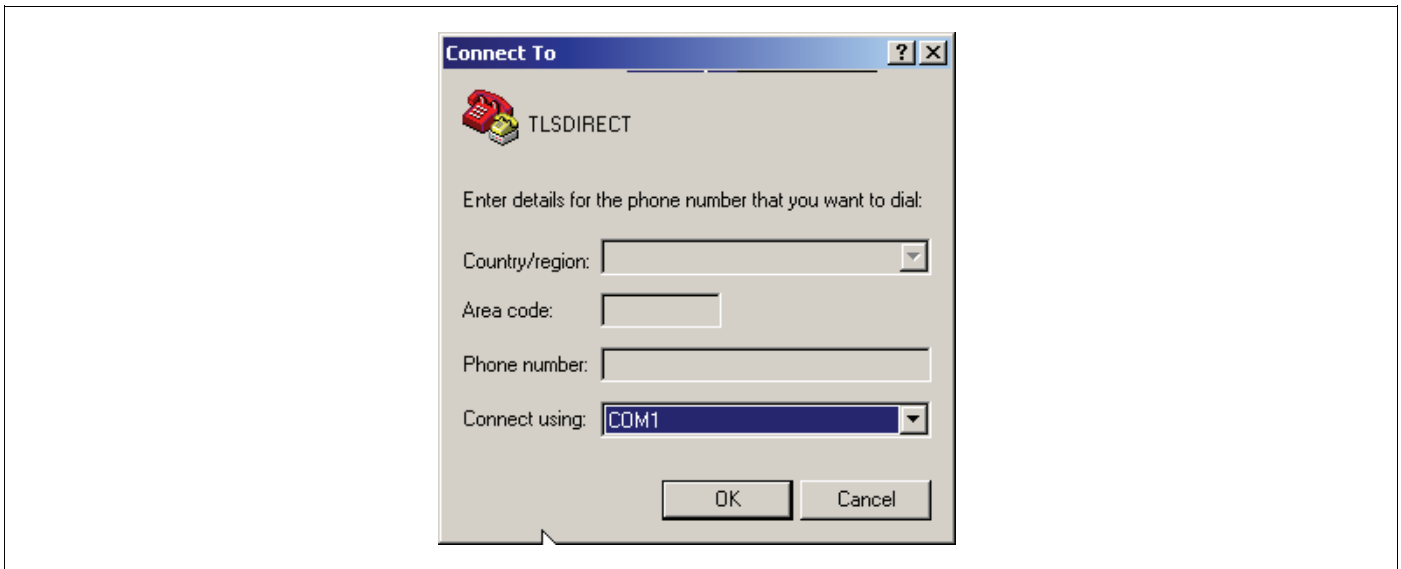 Connect To
TLSDIRECT
Enter details for the phone number that you want to dial:
Country/region:
Area code:
Phone number:
Connect using: COM1
OK Cancel